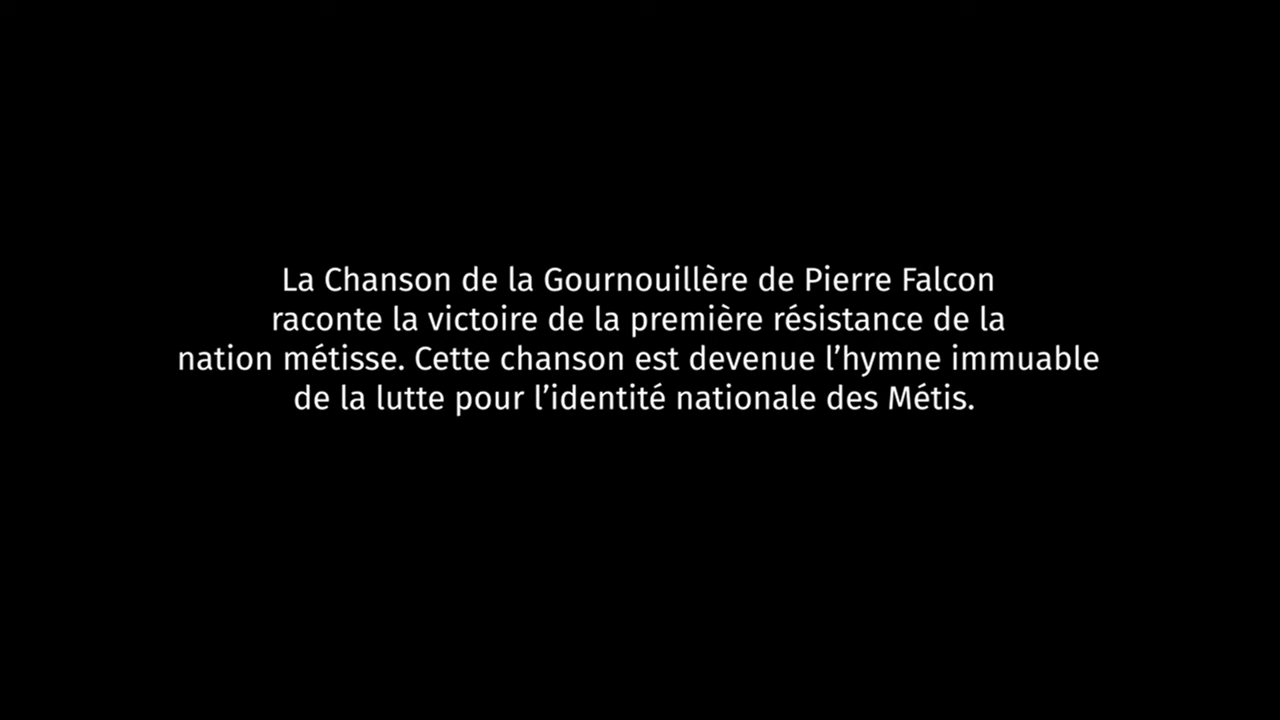 La Chanson de la Gournouillère de Pierre Falcon
raconte la victoire de la première résistance de la
nation métisse. Cette chanson est devenue l’hymne immuable
de la lutte pour l’identité nationale des Métis.